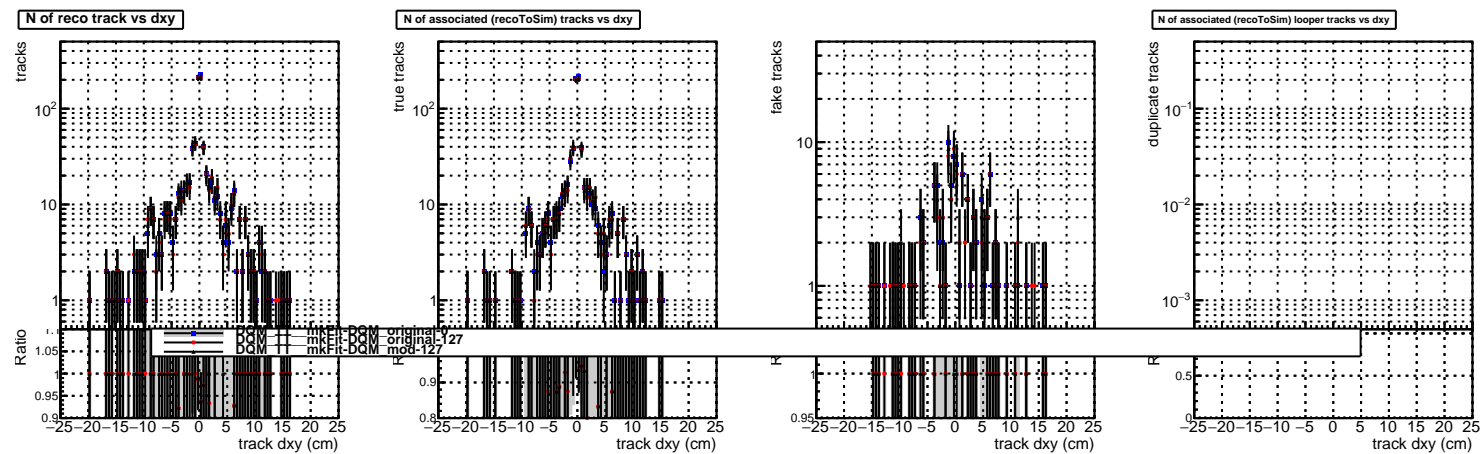 N of reco track vs dxy
tracks
10²
10
1
Ratio
1.1
1.05
1
0.95
0.9
−25 −20 −15 −10 −5 0 5 10 15 20 25
track dxy (cm)
N of associated (recoToSim) tracks vs dxy
true tracks
10²
10
1
0.9
0.8
−25 −20 −15 −10 −5 0 5 10 15 20 25
track dxy (cm)
fake tracks
10
1
1
0.95
−25 −20 −15 −10 −5 0 5 10 15 20 25
track dxy (cm)
N of associated (recoToSim) looper tracks vs dxy
duplicate tracks
10⁻¹
10⁻²
10⁻³
0.5
0
−25 −20 −15 −10 −5 0 5 10 15 20 25
track dxy (cm)
mkFit-DQM_original-0
mkFit-DQM_original-127
mkFit-DQM_mod-127